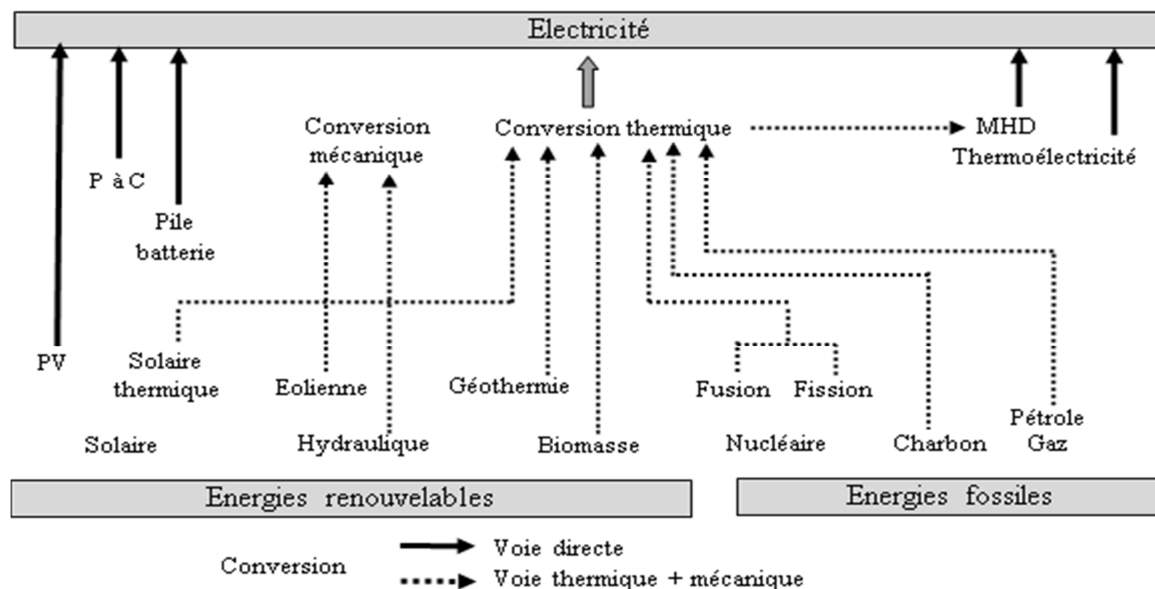 Electricité
Conversion
mécanique
Conversion thermique
MHD
Thermoélectricité
P à C
Pile
batterie
PV
Solaire
thermique
Eolienne
Géothermie
Fusion
Fission
Solaire
Hydraulique
Biomasse
Nucléaire
Charbon
Pétrole
Gaz
Energies renouvelables
Energies fossiles
Conversion
Voie directe
Voie thermique + mécanique